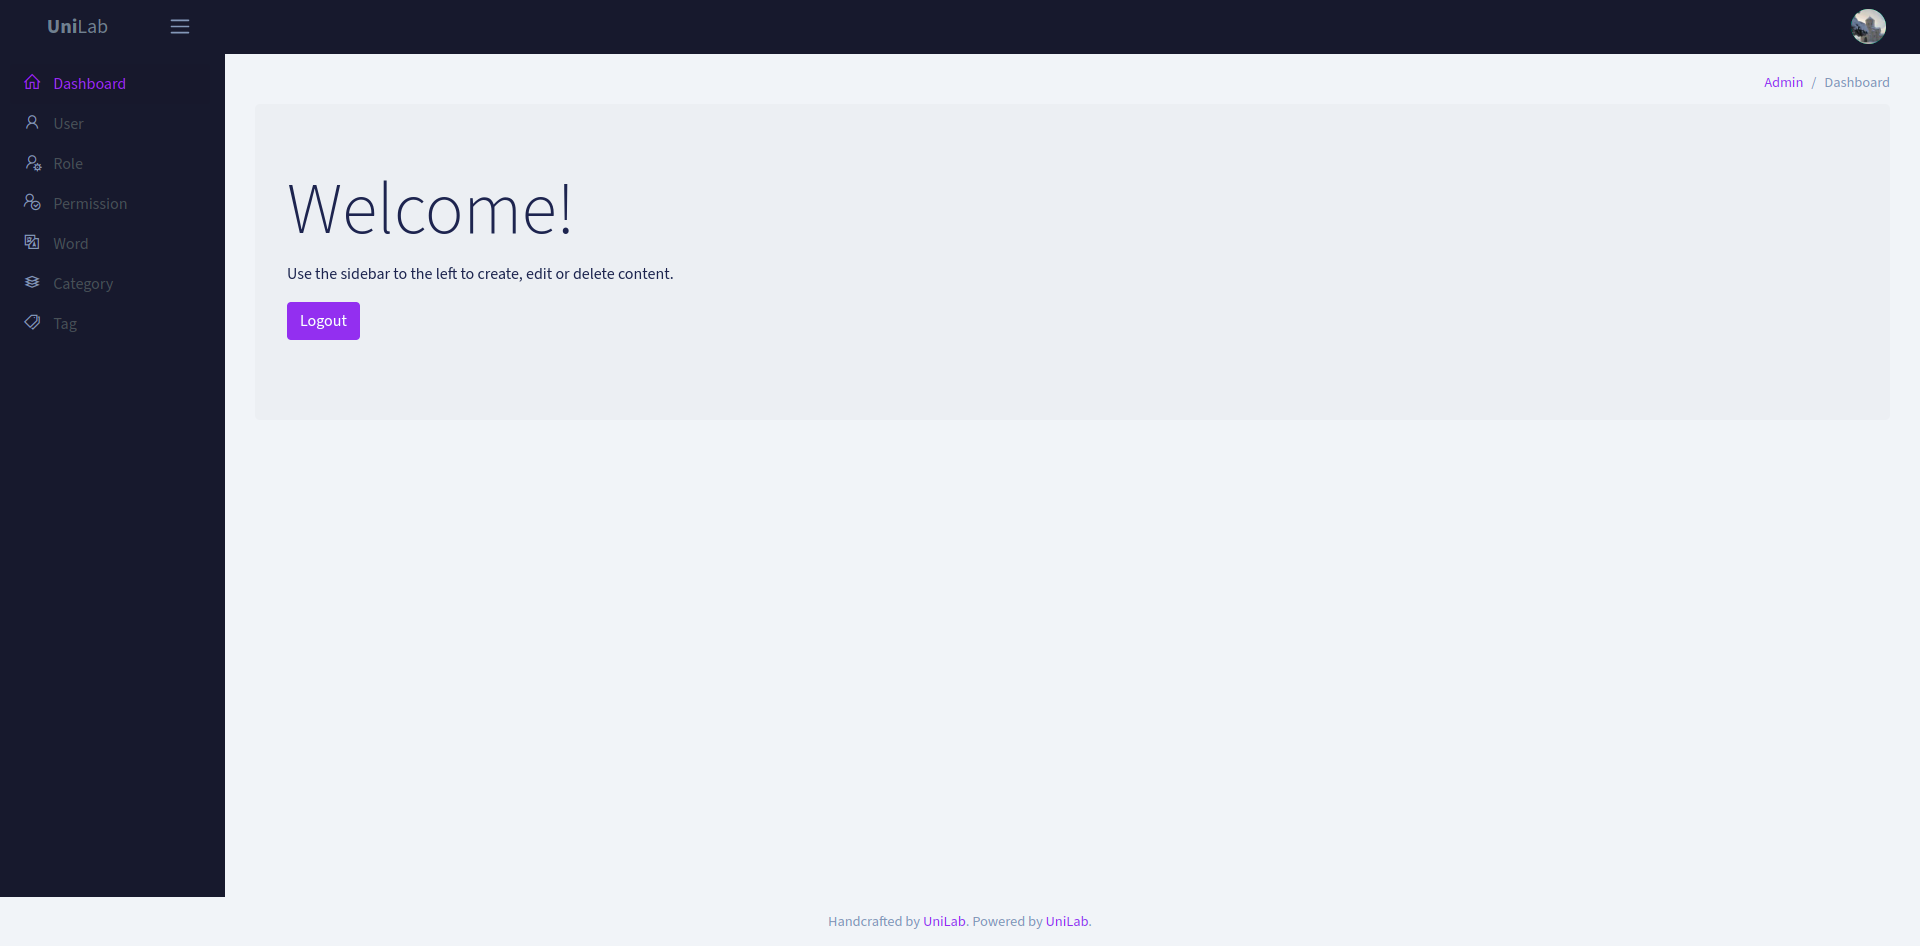 UniLab
Dashboard
User
Role
Permission
Word
Category
Tag
Admin / Dashboard
Welcome!
Use the sidebar to the left to create, edit or delete content.
Logout
Handcrafted by UniLab. Powered by UniLab.